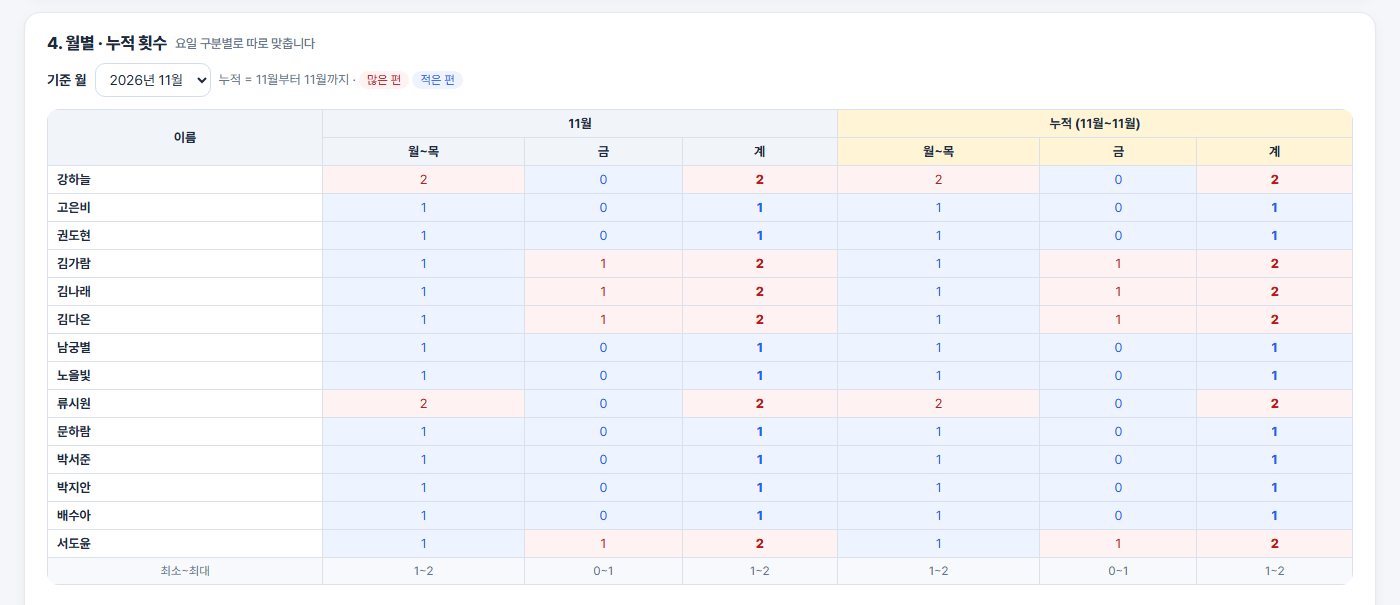 4. 월별 · 누적 횟수 요일 구분별로 따로 맞춥니다
기준 월 2026년 11월 누적 = 11월부터 11월까지 · 많은 편 적은 편
이름 11월 누적 (11월~11월)
월~목 금 계 월~목 금 계
강하늘 2 0 2 2 0 2
고은비 1 0 1 1 0 1
권도현 1 0 1 1 0 1
김가람 1 1 2 1 1 2
김나래 1 1 2 1 1 2
김다온 1 1 2 1 1 2
남궁별 1 0 1 1 0 1
노을빛 1 0 1 1 0 1
류시원 2 0 2 2 0 2
문하람 1 0 1 1 0 1
박서준 1 0 1 1 0 1
박지안 1 0 1 1 0 1
배수아 1 0 1 1 0 1
서도윤 1 1 2 1 1 2
최소~최대 1~2 0~1 1~2 1~2 0~1 1~2